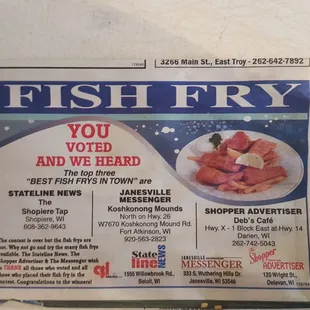 3266 Main St., East Troy - 262-642-7892
FISH FRY
YOU
VOTED
AND WE HEARD
The top three
"BEST FISH FRYS IN TOWN" are
STATELINE NEWS
The
Shopiere Tap
Shopiere, WI
608-362-9643
JANESVILLE
MESSENGER
Koshkonong Mounds
North on Hwy. 26
W7670 Koshkonong Mound Rd.
Fort Atkinson, WI
920-563-2823
SHOPPER ADVERTISER
Deb's Café
Hwy. X - 1 Block East at Hwy. 14
Darien, WI
262-742-5043
The contest is over but the fish frys are
not. Why not go and try the many fish frys
available. The Stateline News, The
Shopper Advertiser & The Messenger wish
to THANK all those who voted and all
those who placed their fish fry in the
contest. Congratulations to the winners!
State
line
NEWS
1555 Willowbrook Rd.
Beloit, WI
JANESVILLE
MESSENGER
333 S. Wuthering Hills Dr.
Janesville, WI 53546
Shopper
ADVERTISER
120 Wright St.,
Delavan, WI